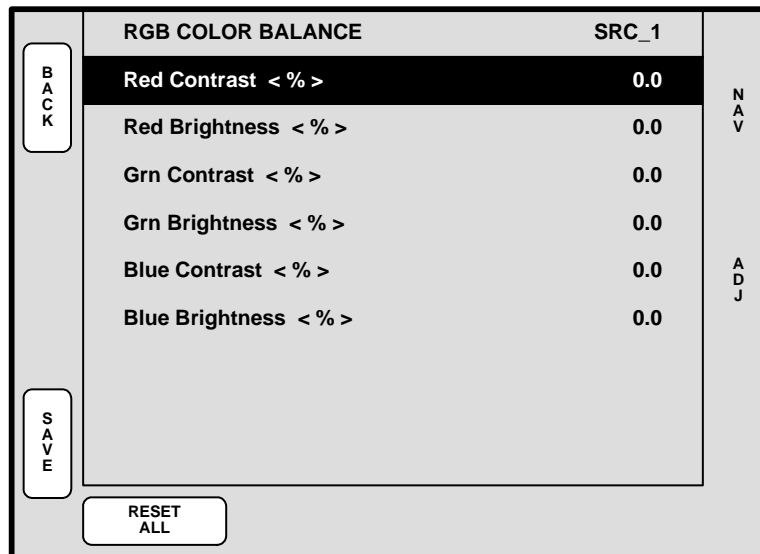 RGB COLOR BALANCE SRC_1
BACK
Red Contrast < % > 0.0
Red Brightness < % > 0.0
Grn Contrast < % > 0.0
Grn Brightness < % > 0.0
Blue Contrast < % > 0.0
Blue Brightness < % > 0.0
NAV
ADJ
SAVE
RESET
ALL